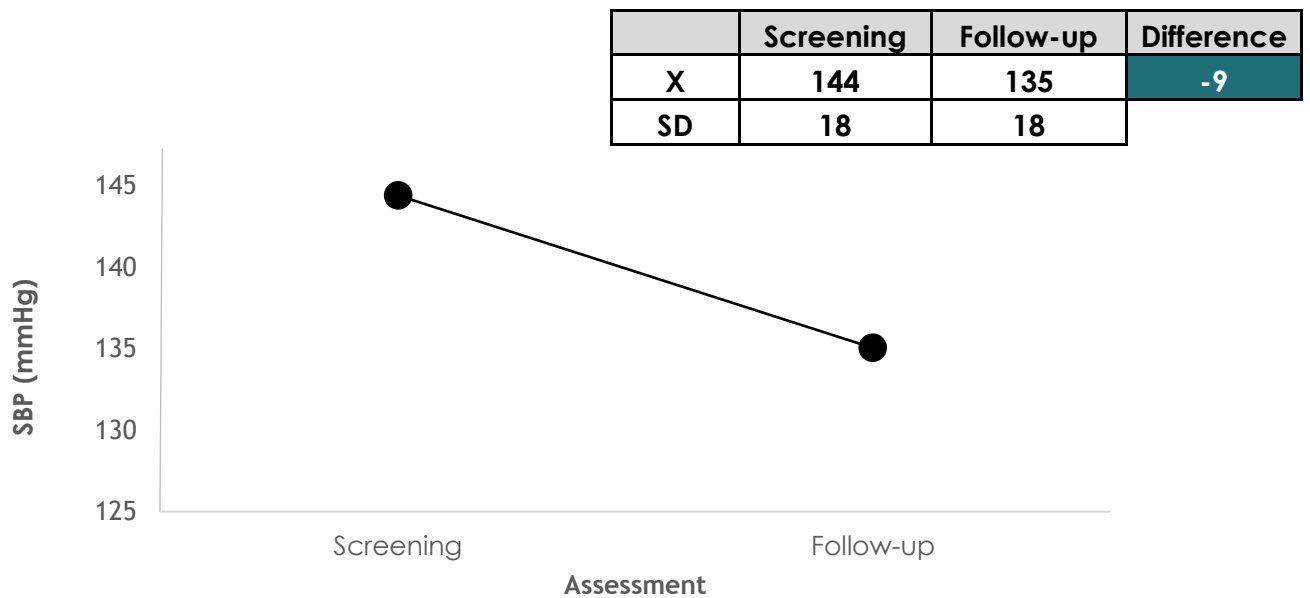 Screening Follow-up Difference
X 144 135 -9
SD 18 18
145
140
135
130
125
SBP (mmHg)
Screening Follow-up
Assessment